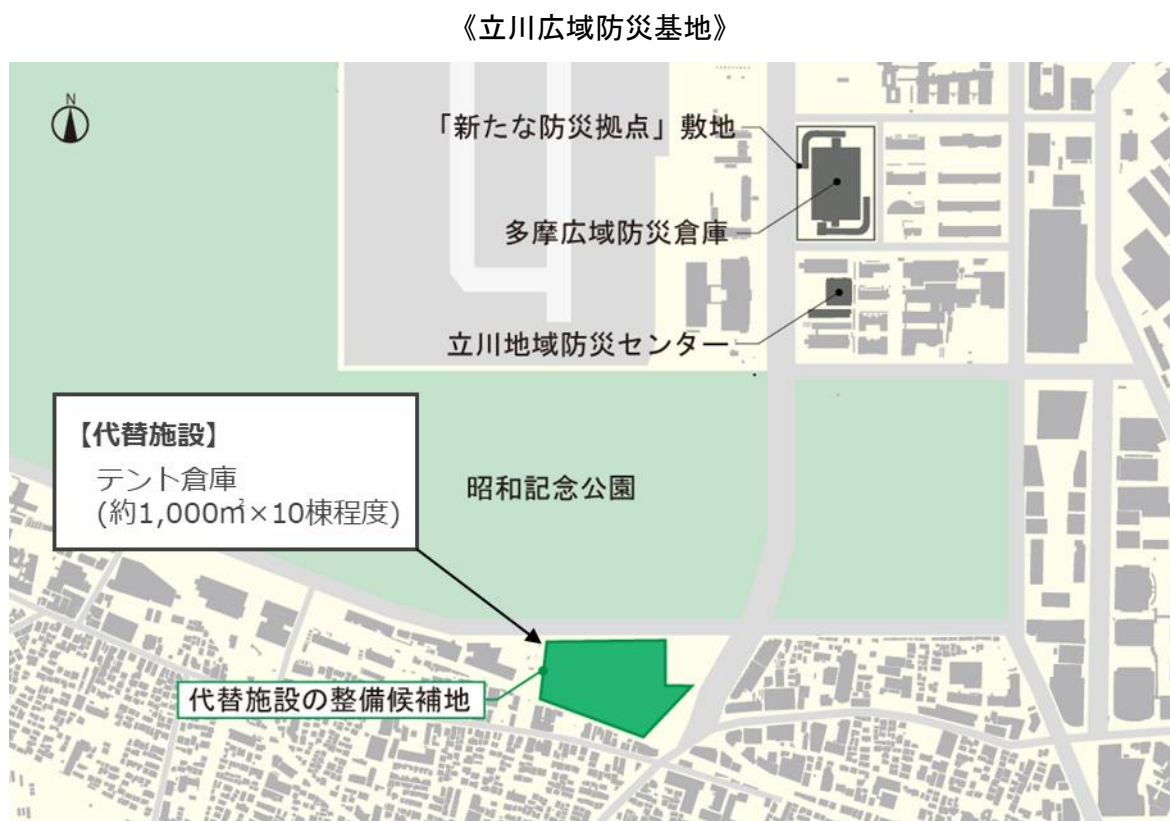 《立川広域防災基地》
N
「新たな防災拠点」敷地
多摩広域防災倉庫
立川地域防災センター
【代替施設】
テント倉庫
(約1,000㎡×10棟程度)
昭和記念公園
代替施設の整備候補地